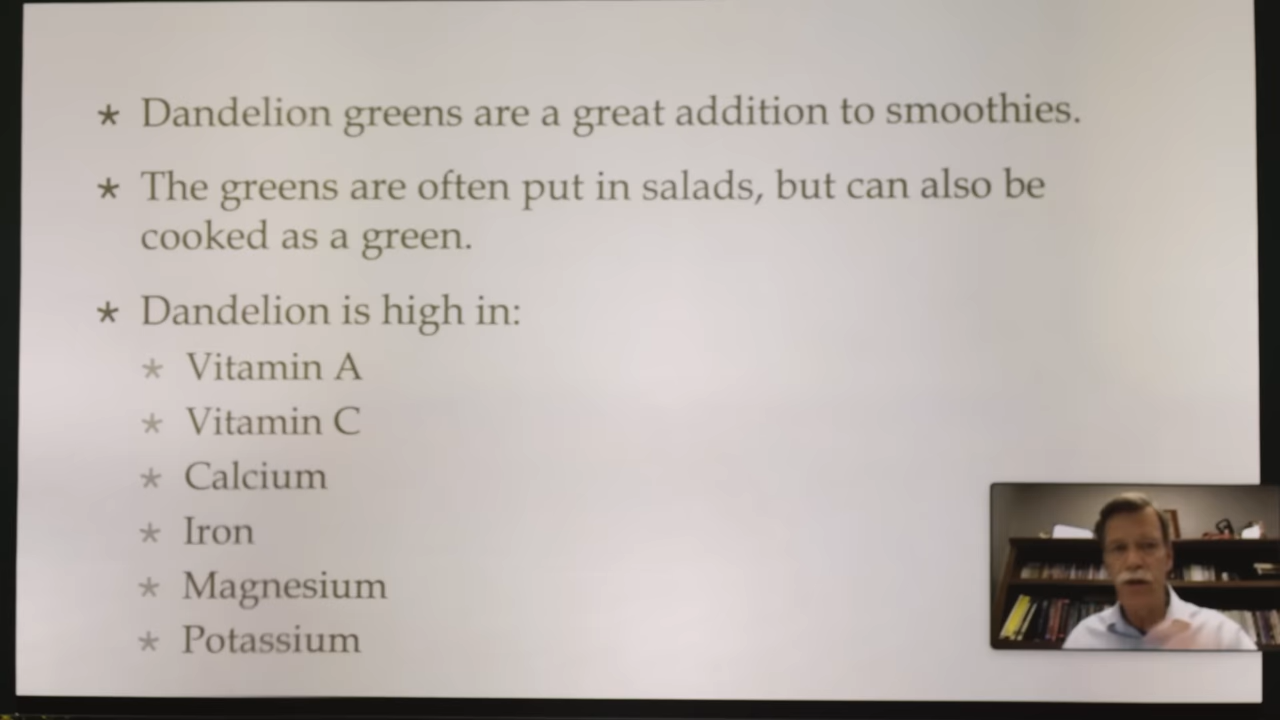 * Dandelion greens are a great addition to smoothies.
* The greens are often put in salads, but can also be
cooked as a green.
* Dandelion is high in:
* Vitamin A
* Vitamin C
* Calcium
* Iron
* Magnesium
* Potassium